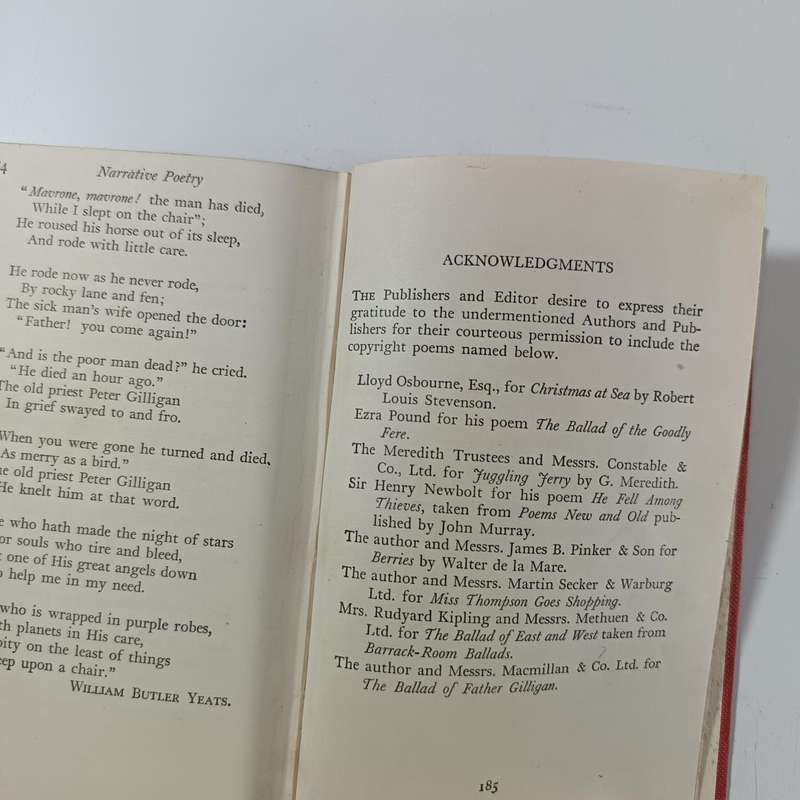 4
Narrative Poetry
"Mavrone, mavrone! the man has died,
While I slept on the chair";
He roused his horse out of its sleep,
And rode with little care.
He rode now as he never rode,
By rocky lane and fen;
The sick man's wife opened the door:
"Father! you come again!"
"And is the poor man dead?" he cried.
"He died an hour ago."
The old priest Peter Gilligan
In grief swayed to and fro.
When you were gone he turned and died,
As merry as a bird."
old priest Peter Gilligan
He knelt him at that word.
who hath made the night of stars
souls who tire and bleed,
one of His great angels down
help me in my need.
who is wrapped in purple robes,
planets in His care,
pity on the least of things
upon a chair."
WILLIAM BUTLER YEATS.
ACKNOWLEDGMENTS
THE Publishers and Editor desire to express their
gratitude to the undermentioned Authors and Pub-
lishers for their courteous permission to include the
copyright poems named below.
Lloyd Osbourne, Esq., for Christmas at Sea by Robert
Louis Stevenson.
Ezra Pound for his poem The Ballad of the Goodly
Fere.
The Meredith Trustees and Messrs. Constable &
Co., Ltd. for Juggling Jerry by G. Meredith.
Sir Henry Newbolt for his poem He Fell Among
Thieves, taken from Poems New and Old pub-
lished by John Murray.
The author and Messrs. James B. Pinker & Son for
Berries by Walter de la Mare.
The author and Messrs. Martin Secker & Warburg
Ltd. for Miss Thompson Goes Shopping.
Mrs. Rudyard Kipling and Messrs. Methuen & Co.
Ltd. for The Ballad of East and West taken from
Barrack-Room Ballads.
The author and Messrs. Macmillan & Co. Ltd. for
The Ballad of Father Gilligan.
185